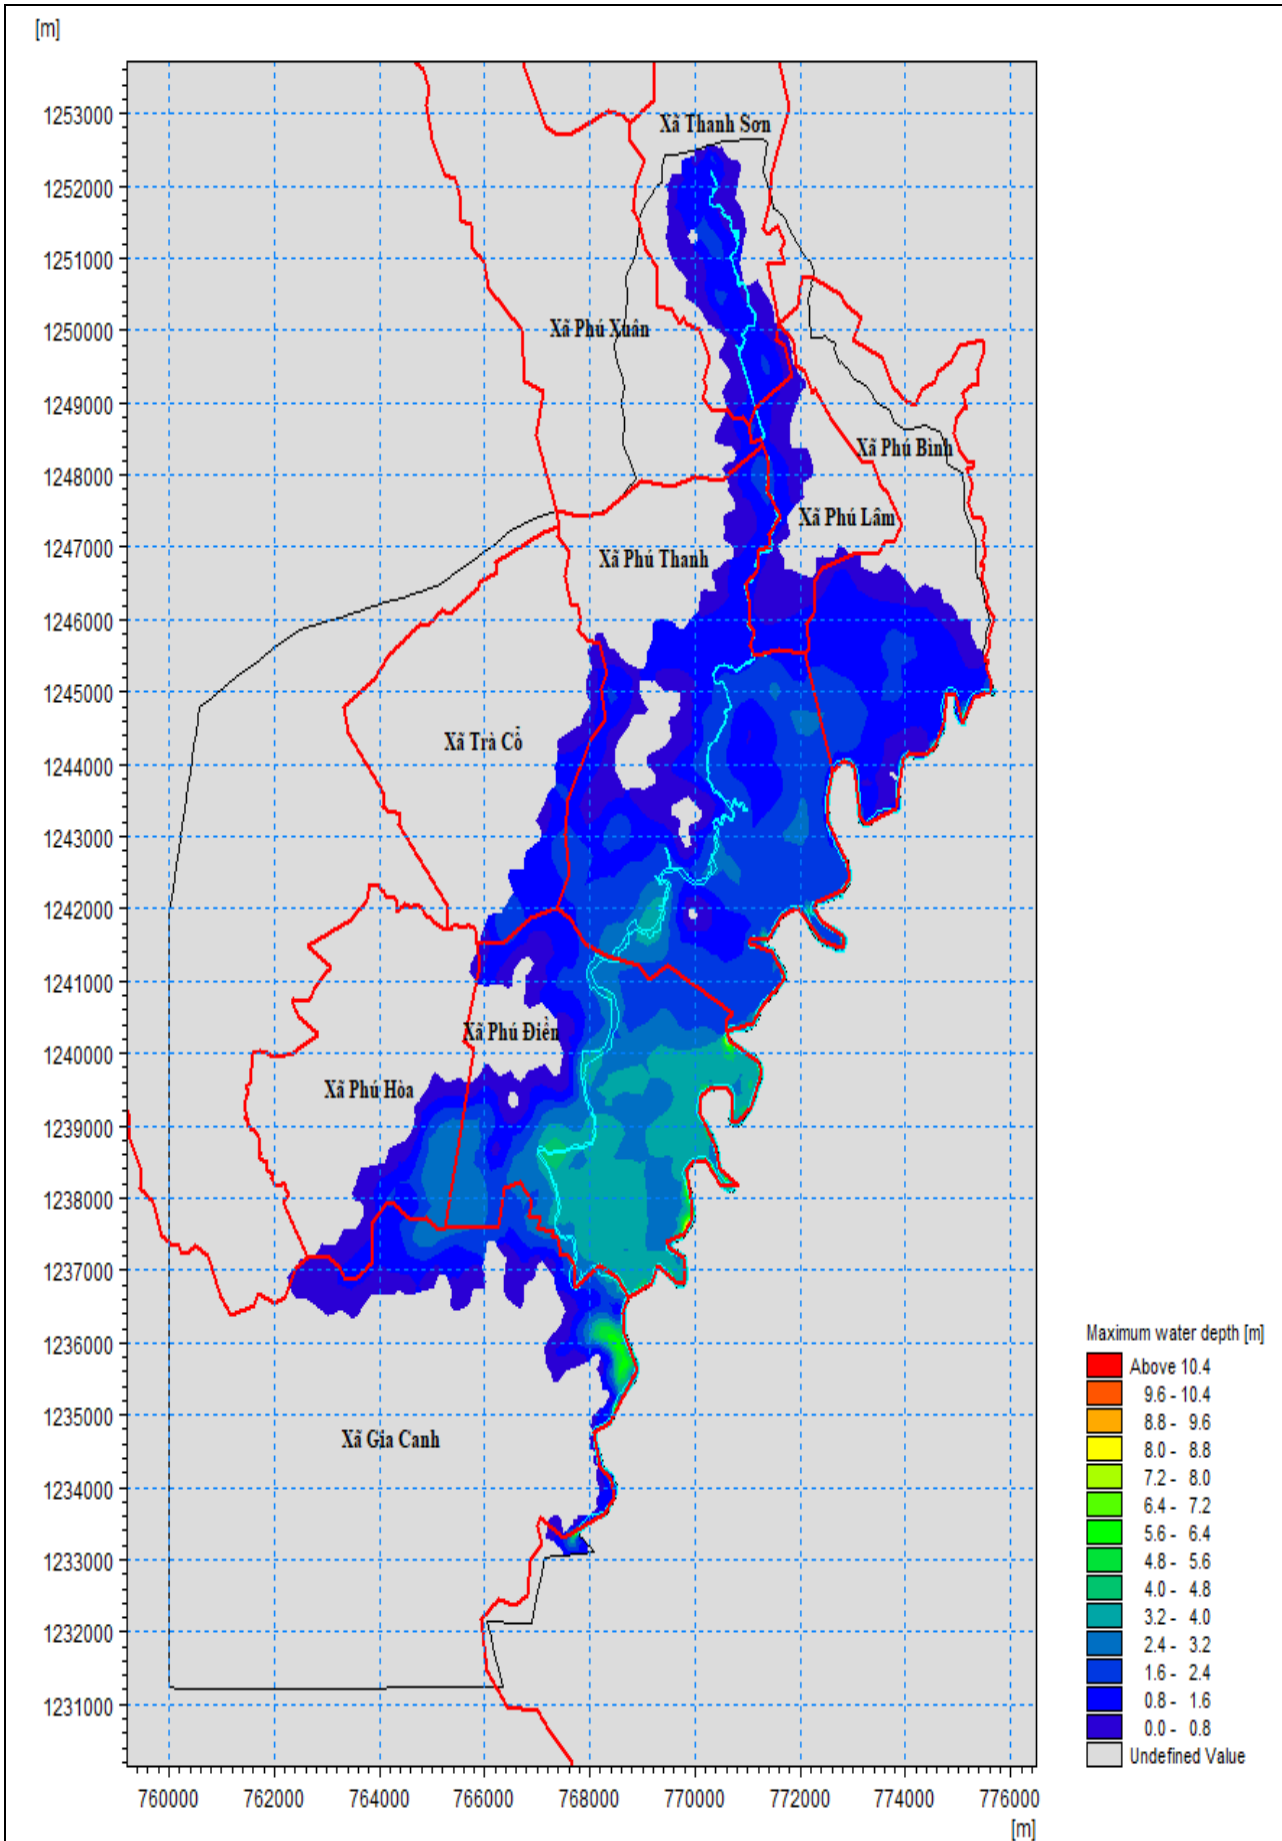 [m]
1253000
1252000
1251000
1250000
1249000
1248000
1247000
1246000
1245000
1244000
1243000
1242000
1241000
1240000
1239000
1238000
1237000
1236000
1235000
1234000
1233000
1232000
1231000
Xã Thanh Sơn
Xã Phú Xuân
Xã Phú Bình
Xã Phú Lâm
Xã Phú Thanh
Xã Trà Cổ
Xã Phú Điền
Xã Phú Hòa
Xã Gia Canh
760000 762000 764000 766000 768000 770000 772000 774000 776000
[m]
Maximum water depth [m]
Above 10.4
9.6 - 10.4
8.8 - 9.6
8.0 - 8.8
7.2 - 8.0
6.4 - 7.2
5.6 - 6.4
4.8 - 5.6
4.0 - 4.8
3.2 - 4.0
2.4 - 3.2
1.6 - 2.4
0.8 - 1.6
0.0 - 0.8
Undefined Value